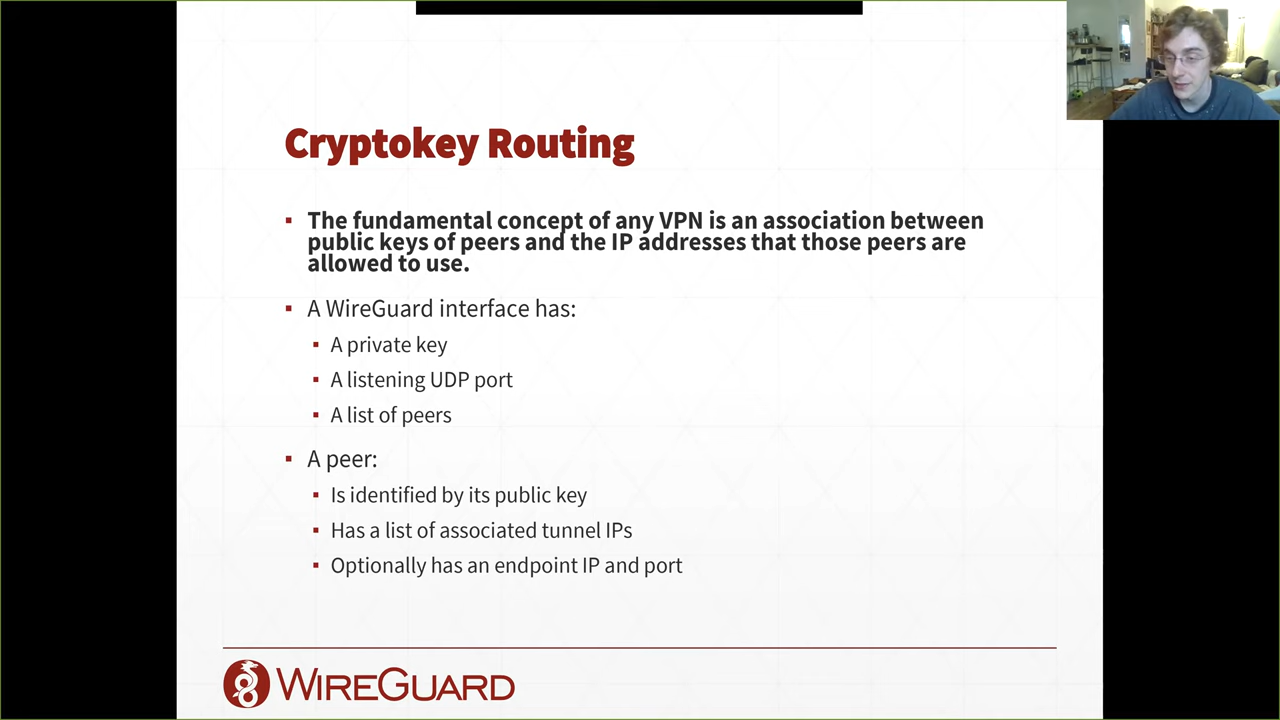 Cryptokey Routing
▪ The fundamental concept of any VPN is an association between
public keys of peers and the IP addresses that those peers are
allowed to use.
▪ A WireGuard interface has:
▪ A private key
▪ A listening UDP port
▪ A list of peers
▪ A peer:
▪ Is identified by its public key
▪ Has a list of associated tunnel IPs
▪ Optionally has an endpoint IP and port
WIREGUARD